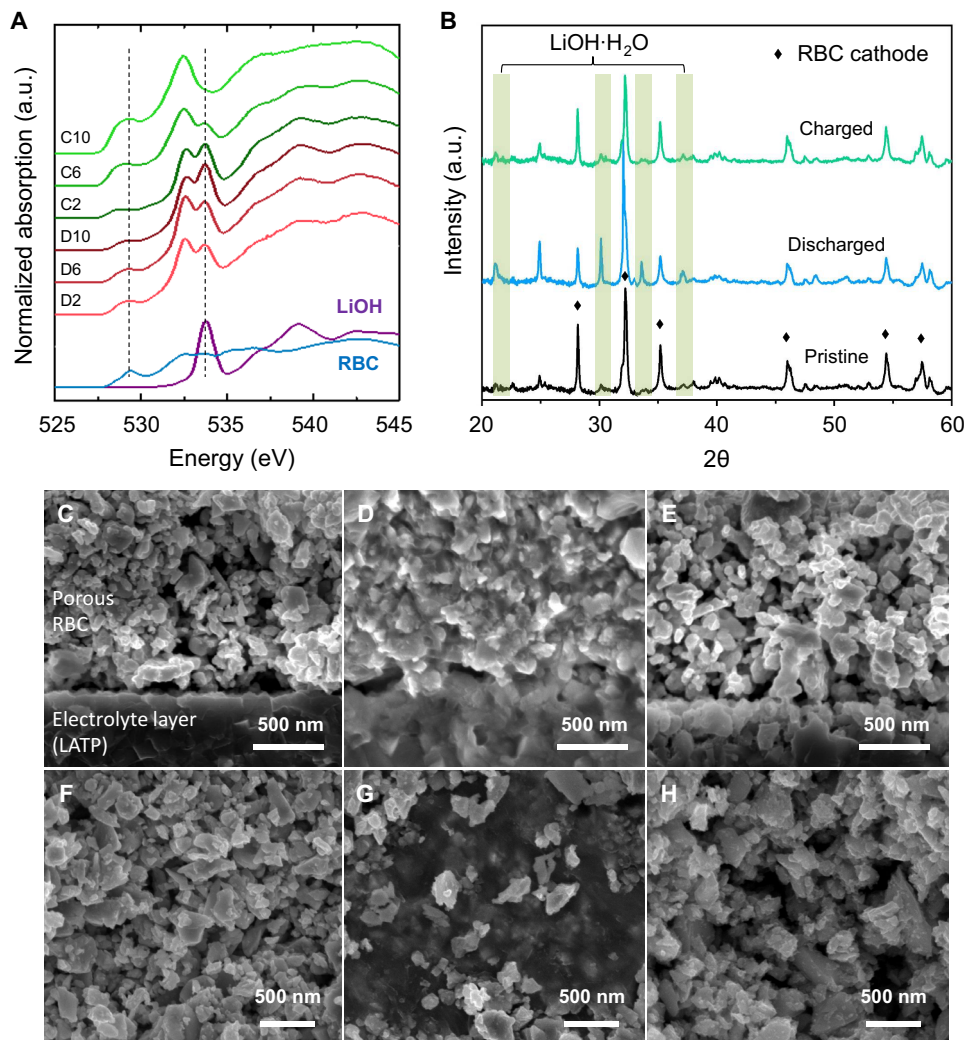 A
Normalized absorption (a.u.)
C10
C6
C2
D10
D6
D2
LiOH
RBC
525 530 535 540 545
Energy (eV)
B
LiOH·H₂O
♦ RBC cathode
Intensity (a.u.)
Charged
Discharged
Pristine
20 30 40 50 60
2θ
C
Porous
RBC
Electrolyte layer
(LATP)
500 nm
D
500 nm
E
500 nm
F
500 nm
G
500 nm
H
500 nm